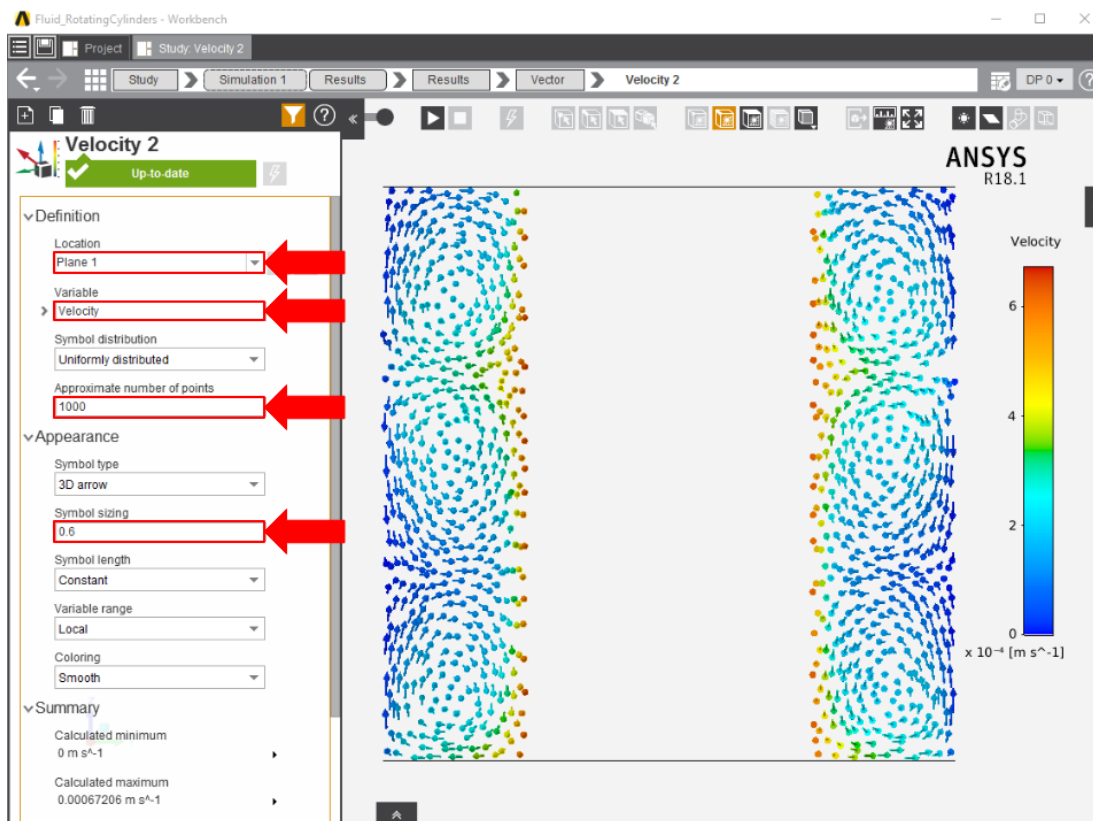 Fluid_RotatingCylinders - Workbench
Project
Study: Velocity 2
Study
Simulation 1
Results
Results
Vector
Velocity 2
DP 0
Velocity 2
Up-to-date
Definition
Location
Plane 1
Variable
Velocity
Symbol distribution
Uniformly distributed
Approximate number of points
1000
Appearance
Symbol type
3D arrow
Symbol sizing
0.6
Symbol length
Constant
Variable range
Local
Coloring
Smooth
Summary
Calculated minimum
0 m s^-1
Calculated maximum
0.00067206 m s^-1
ANSYS
R18.1
Velocity
6
4
2
0
x 10⁻⁴ [m s^-1]